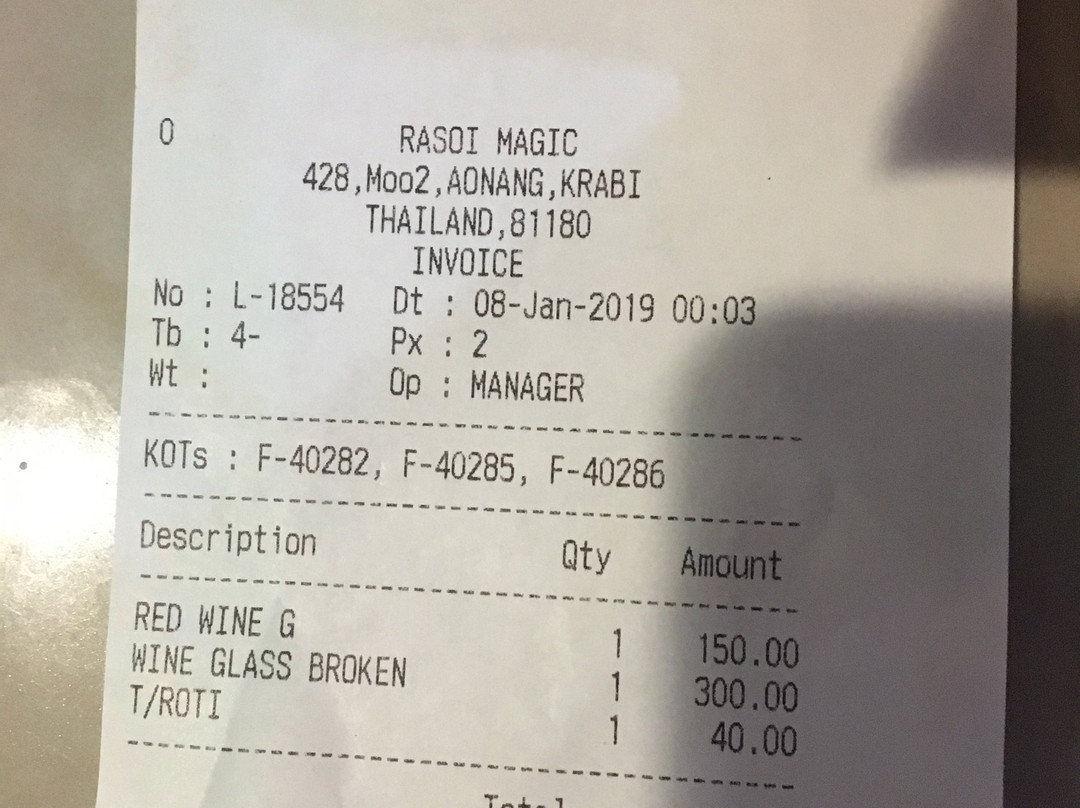 0
RASOI MAGIC
428,Moo2,AONANG,KRABI
THAILAND,81180
INVOICE
No : L-18554 Dt : 08-Jan-2019 00:03
Tb : 4- Px : 2
Wt : Op : MANAGER
KOTs : F-40282, F-40285, F-40286
Description Qty Amount
RED WINE G 1 150.00
WINE GLASS BROKEN 1 300.00
T/ROTI 1 40.00
Total